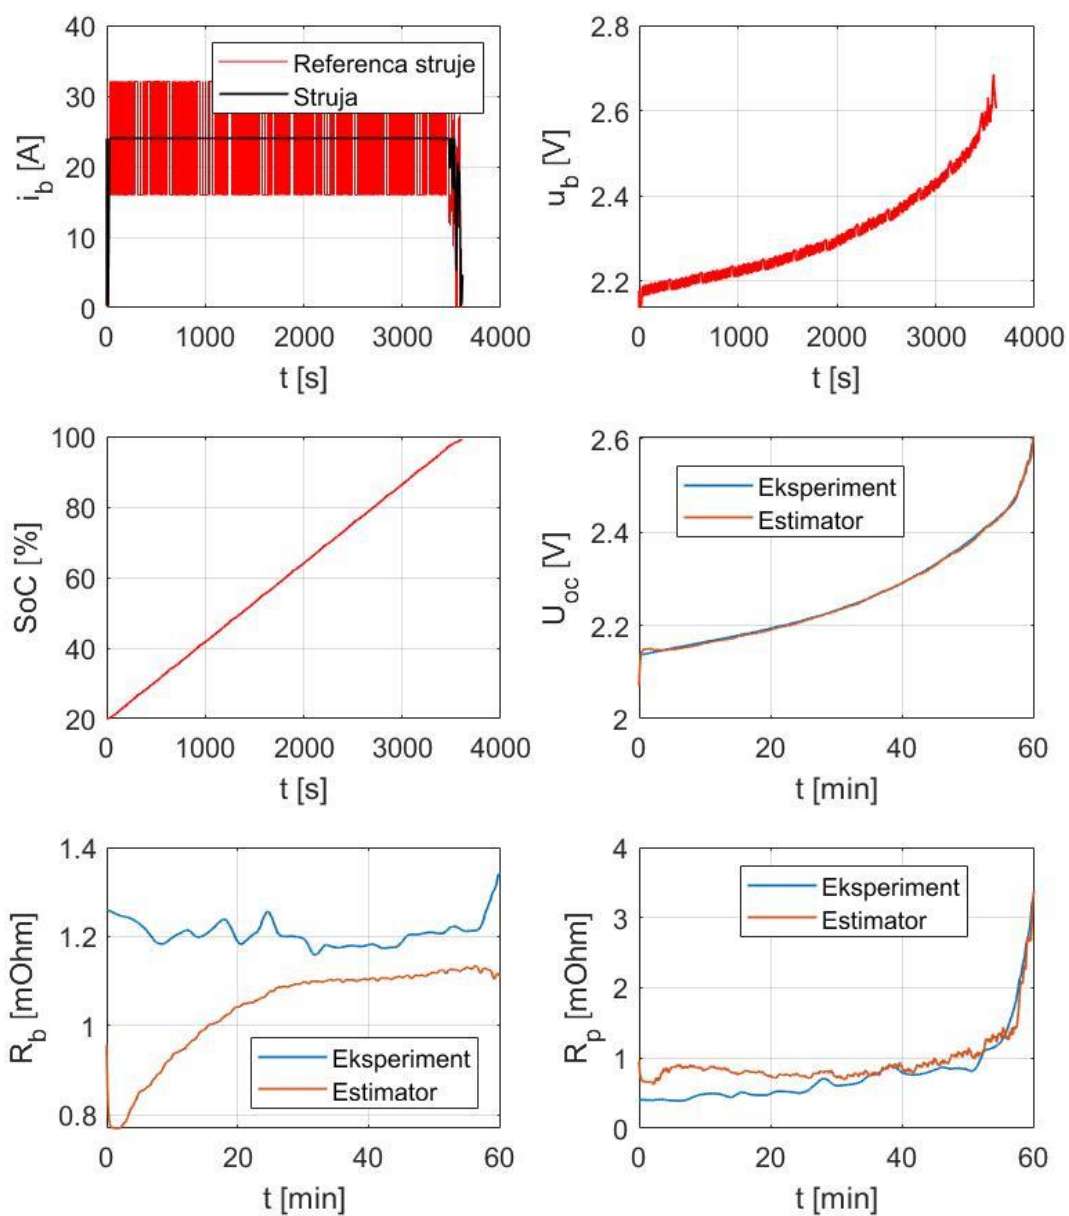 40
30
20
10
0
i_b [A]
Referenca struje
Struja
0 1000 2000 3000 4000
t [s]
2.8
2.6
2.4
2.2
u_b [V]
0 1000 2000 3000 4000
t [s]
100
80
60
40
20
SoC [%]
0 1000 2000 3000 4000
t [s]
2.6
2.4
2.2
2
U_oc [V]
Eksperiment
Estimator
0 20 40 60
t [min]
1.4
1.2
1
0.8
R_b [mOhm]
Eksperiment
Estimator
0 20 40 60
t [min]
4
3
2
1
0
R_p [mOhm]
Eksperiment
Estimator
0 20 40 60
t [min]